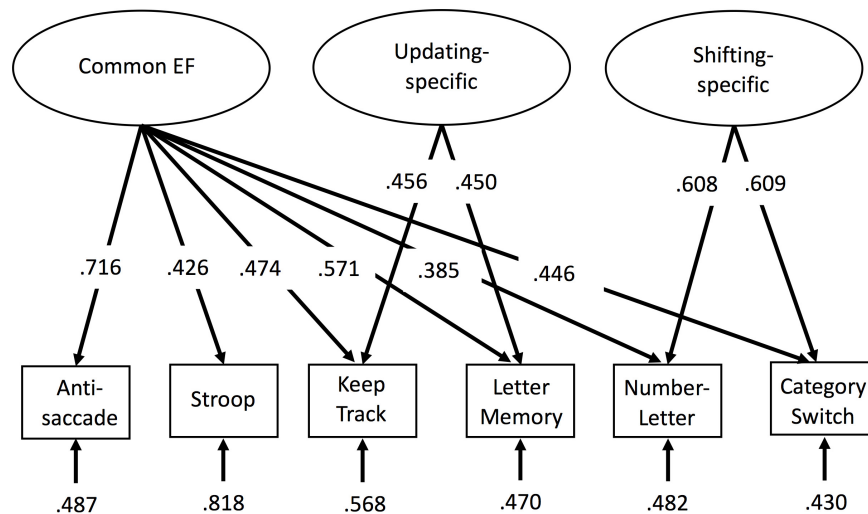 Common EF
Updating-
specific
Shifting-
specific
.456
.450
.608
.609
.716
.426
.474
.571
.385
.446
Anti-
saccade
Stroop
Keep
Track
Letter
Memory
Number-
Letter
Category
Switch
.487
.818
.568
.470
.482
.430